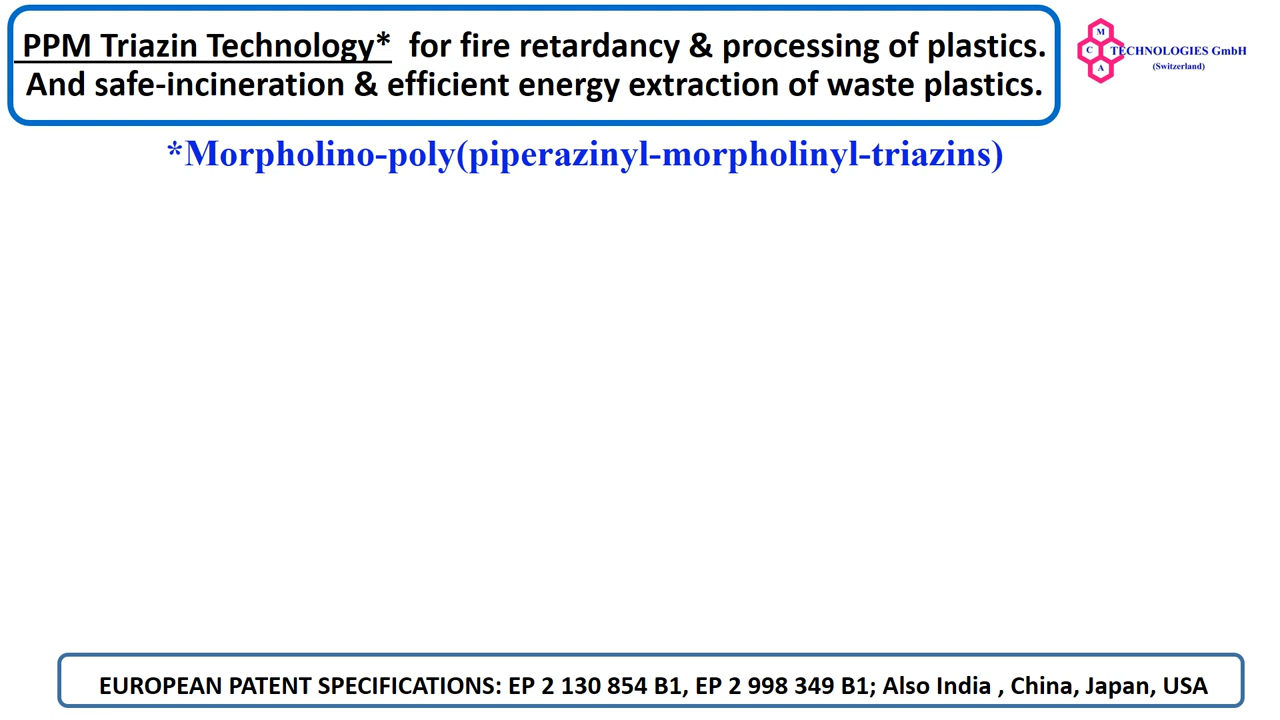 PPM Triazin Technology* for fire retardancy & processing of plastics.
And safe-incineration & efficient energy extraction of waste plastics.
M
C
A
TECHNOLOGIES GmbH
(Switzerland)
*Morpholino-poly(piperazinyl-morpholinyl-triazins)
EUROPEAN PATENT SPECIFICATIONS: EP 2 130 854 B1, EP 2 998 349 B1; Also India , China, Japan, USA